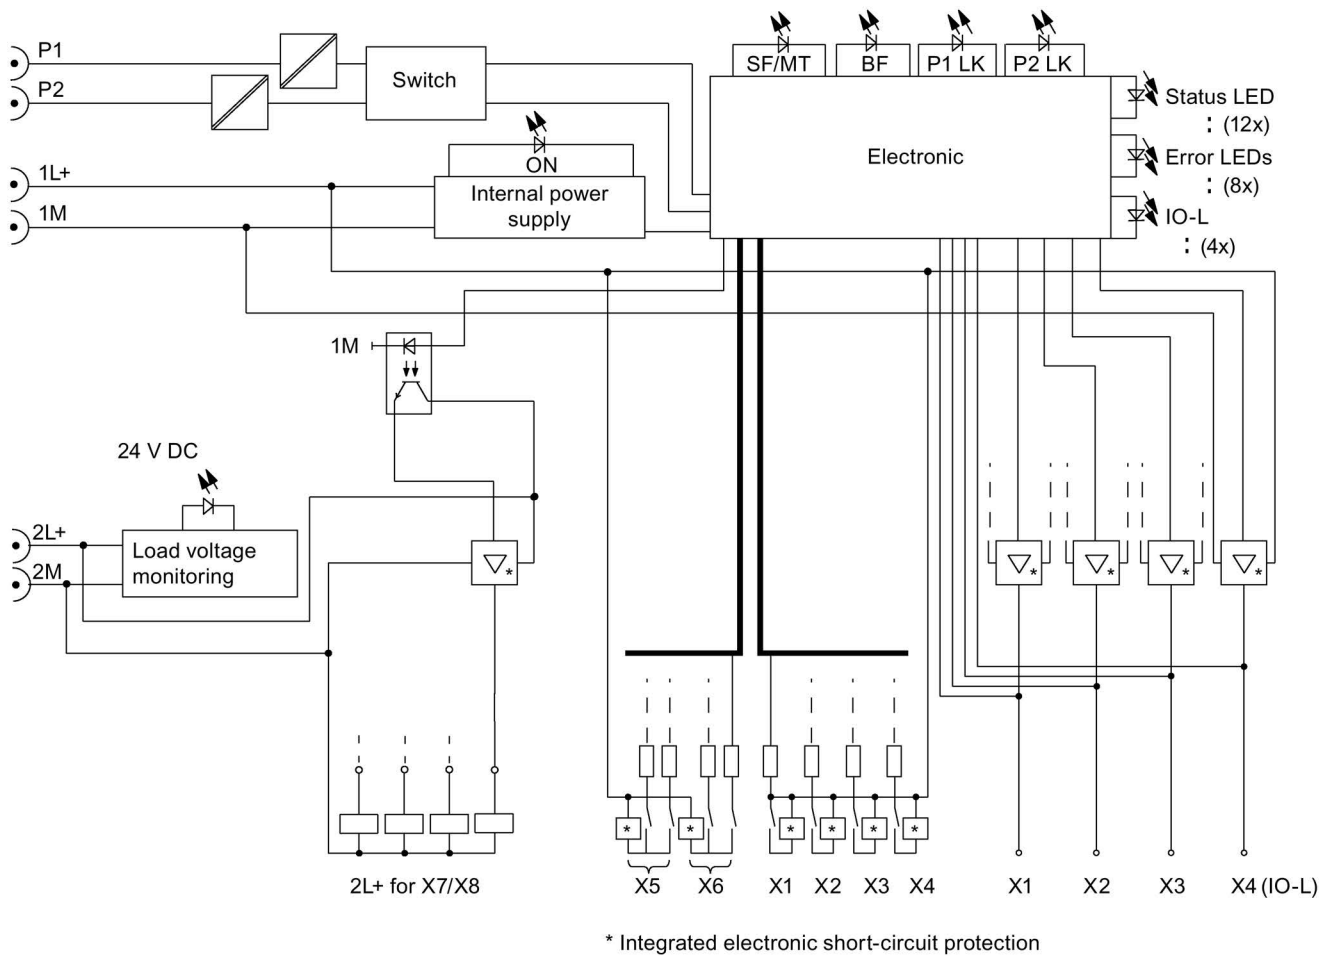 P1
P2
Switch
SF/MT
BF
P1 LK
P2 LK
Status LED
: (12x)
Error LEDs
: (8x)
IO-L
: (4x)
Electronic
1L+
1M
ON
Internal power
supply
1M
24 V DC
2L+
2M
Load voltage
monitoring
*
*
*
*
*
*
*
*
*
*
*
2L+ for X7/X8
X5
X6
X1
X2
X3
X4
X1
X2
X3
X4 (IO-L)
* Integrated electronic short-circuit protection